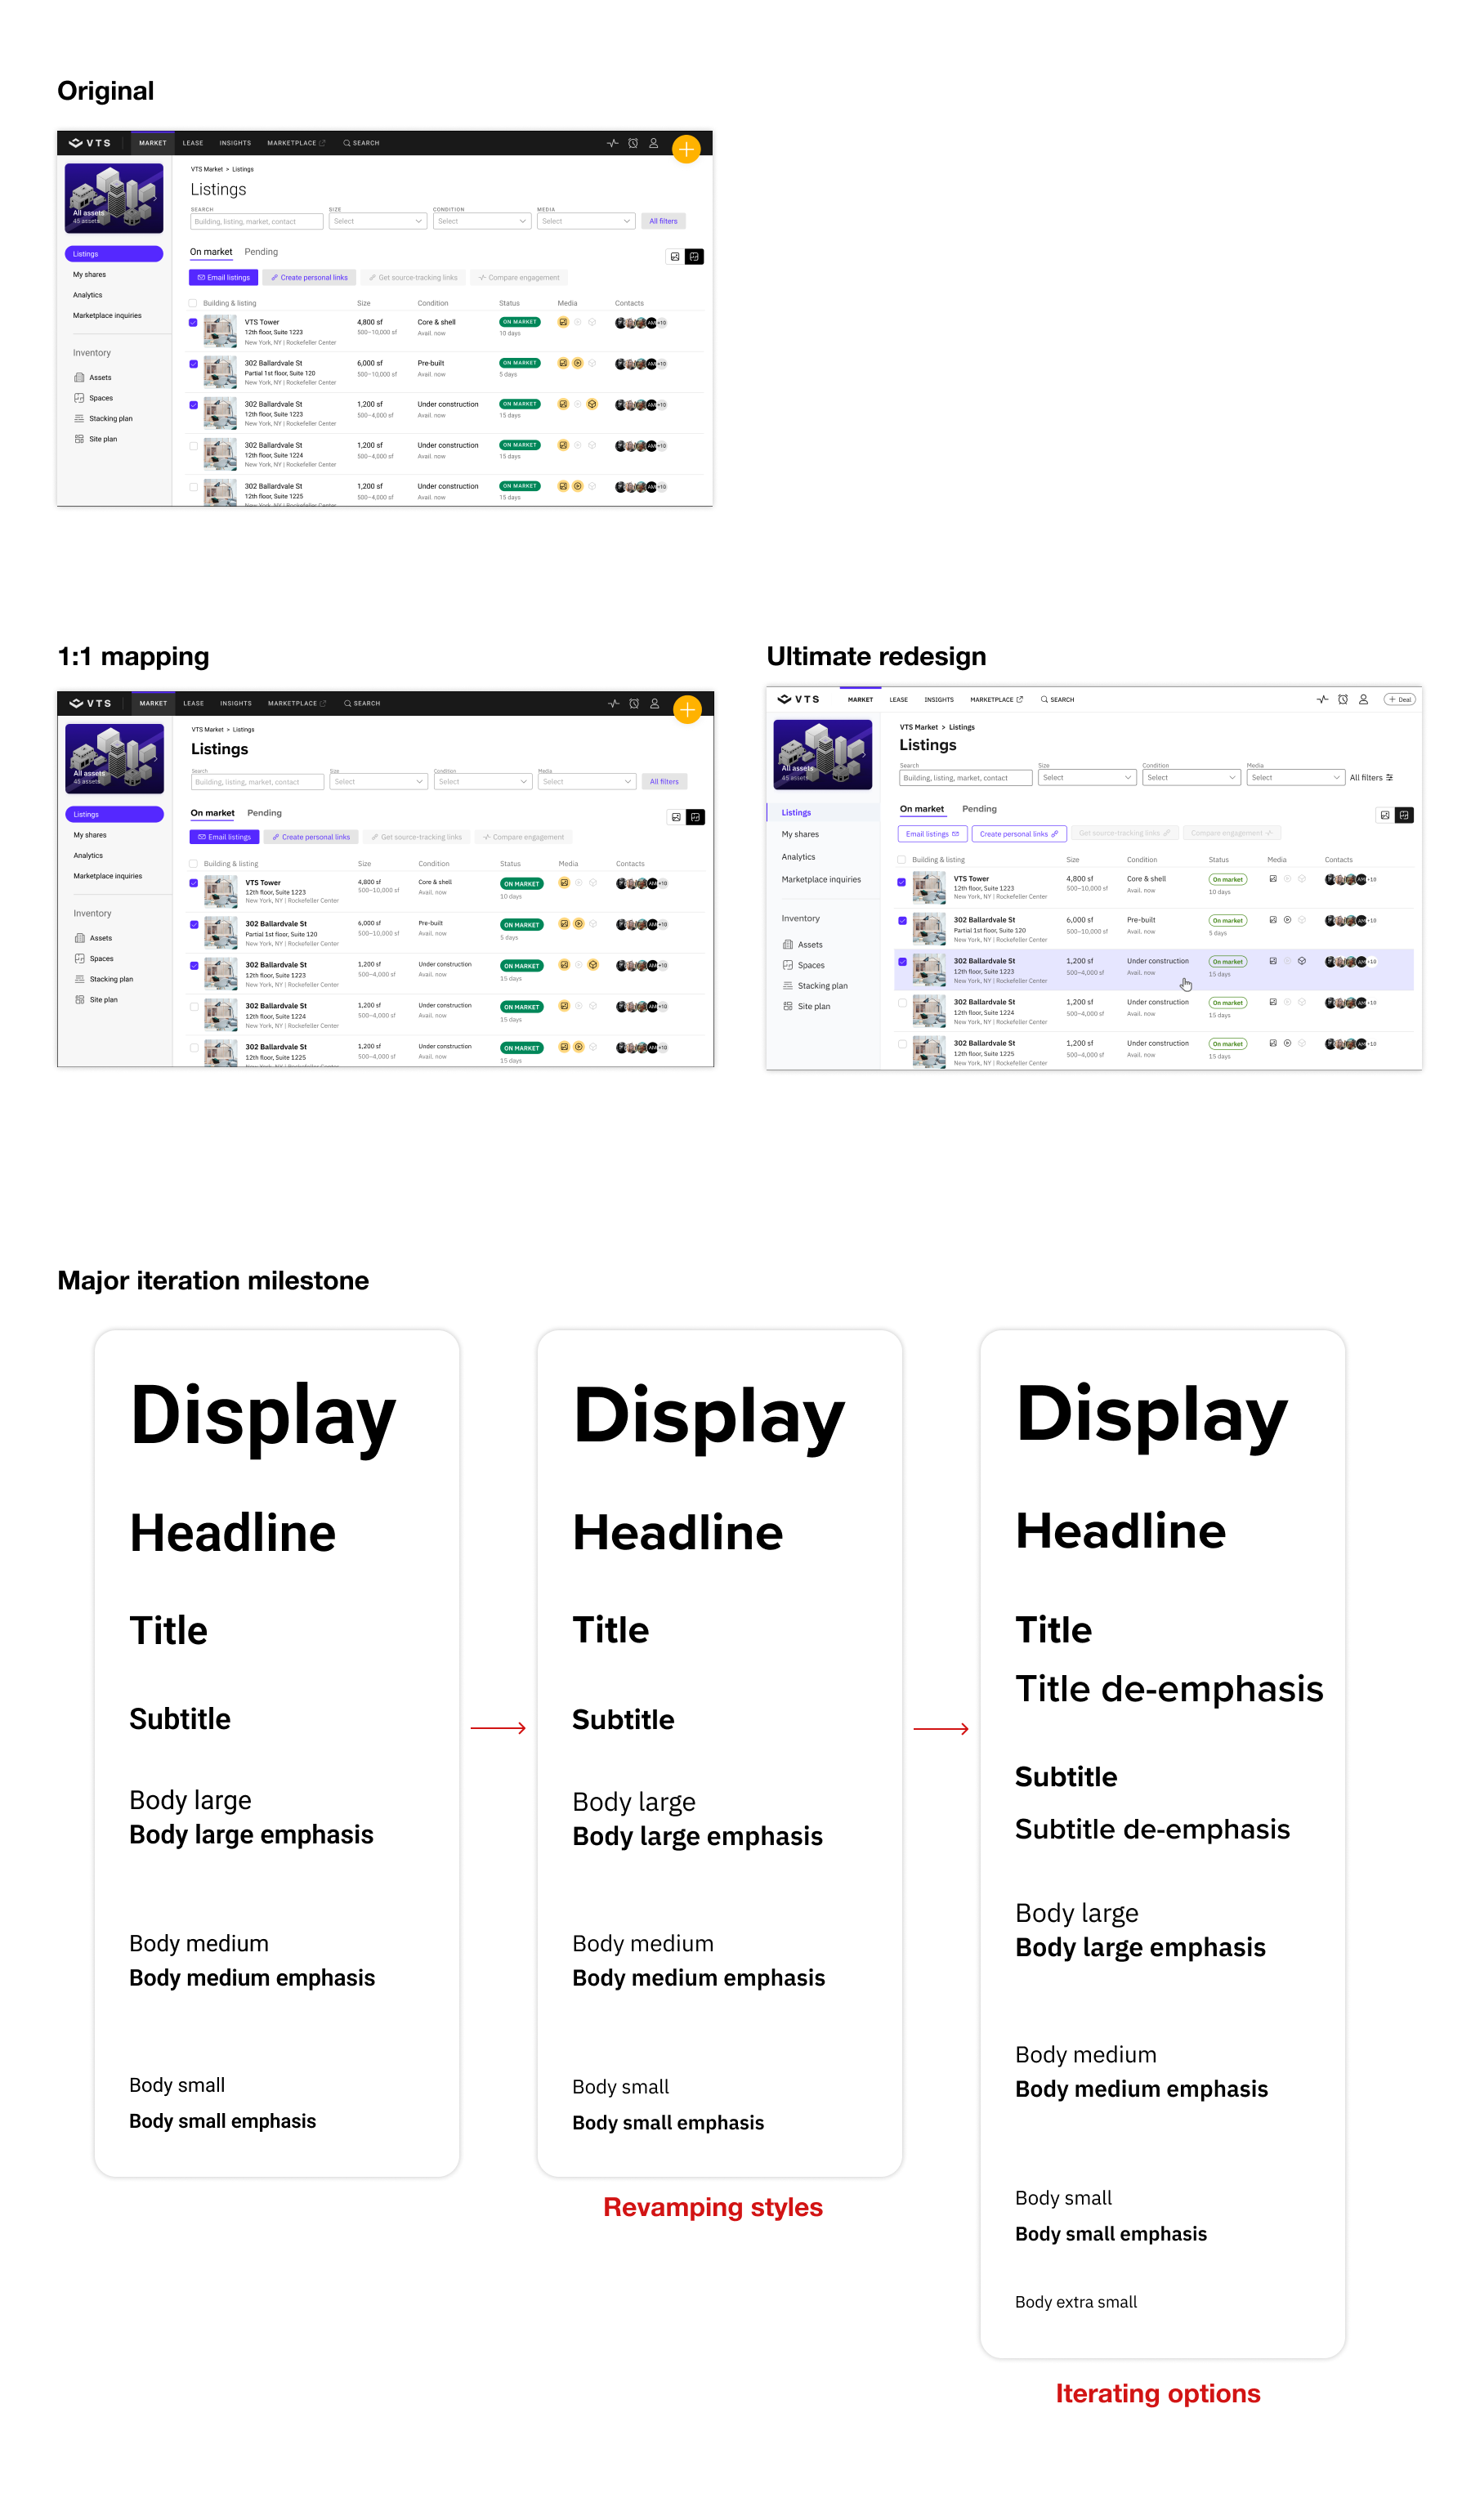 Original
VTS MARKET LEASE INSIGHTS MARKETPLACE SEARCH
VTS Market > Listings
Listings
All assets
45 assets
SEARCH SIZE CONDITION MEDIA
Building, listing, market, contact Select Select Select All filters
Listings
My shares
Analytics
Marketplace inquiries
Inventory
Assets
Spaces
Stacking plan
Site plan
On market Pending
Email listings Create personal links Get source-tracking links Compare engagement
Building & listing Size Condition Status Media Contacts
VTS Tower 4,800 sf Core & shell ON MARKET +10
12th floor, Suite 1223 500–10,000 sf Avail. now 10 days
New York, NY | Rockefeller Center
302 Ballardvale St 6,000 sf Pre-built ON MARKET +10
Partial 1st floor, Suite 120 500–10,000 sf Avail. now 5 days
New York, NY | Rockefeller Center
302 Ballardvale St 1,200 sf Under construction ON MARKET +10
12th floor, Suite 1223 500–4,000 sf Avail. now 15 days
New York, NY | Rockefeller Center
302 Ballardvale St 1,200 sf Under construction ON MARKET +10
12th floor, Suite 1224 500–4,000 sf Avail. now 15 days
New York, NY | Rockefeller Center
302 Ballardvale St 1,200 sf Under construction ON MARKET +10
12th floor, Suite 1225 500–4,000 sf Avail. now 15 days
New York, NY | Rockefeller Center
1:1 mapping
VTS MARKET LEASE INSIGHTS MARKETPLACE SEARCH
VTS Market > Listings
Listings
All assets
45 assets
Search Size Condition Media
Building, listing, market, contact Select Select Select All filters
Listings
My shares
Analytics
Marketplace inquiries
Inventory
Assets
Spaces
Stacking plan
Site plan
On market Pending
Email listings Create personal links Get source-tracking links Compare engagement
Building & listing Size Condition Status Media Contacts
VTS Tower 4,800 sf Core & shell ON MARKET +10
12th floor, Suite 1223 500–10,000 sf Avail. now 10 days
New York, NY | Rockefeller Center
302 Ballardvale St 6,000 sf Pre-built ON MARKET +10
Partial 1st floor, Suite 120 500–10,000 sf Avail. now 5 days
New York, NY | Rockefeller Center
302 Ballardvale St 1,200 sf Under construction ON MARKET +10
12th floor, Suite 1223 500–4,000 sf Avail. now 15 days
New York, NY | Rockefeller Center
302 Ballardvale St 1,200 sf Under construction ON MARKET +10
12th floor, Suite 1224 500–4,000 sf Avail. now 15 days
New York, NY | Rockefeller Center
302 Ballardvale St 1,200 sf Under construction ON MARKET +10
12th floor, Suite 1225 500–4,000 sf Avail. now 15 days
Ultimate redesign
VTS MARKET LEASE INSIGHTS MARKETPLACE SEARCH + Deal
VTS Market > Listings
Listings
All assets
45 assets
Search Size Condition Media
Building, listing, market, contact Select Select Select All filters
Listings
My shares
Analytics
Marketplace inquiries
Inventory
Assets
Spaces
Stacking plan
Site plan
On market Pending
Email listings Create personal links Get source-tracking links Compare engagement
Building & listing Size Condition Status Media Contacts
VTS Tower 4,800 sf Core & shell On market +10
12th floor, Suite 1223 500–10,000 sf Avail. now 10 days
New York, NY | Rockefeller Center
302 Ballardvale St 6,000 sf Pre-built On market +10
Partial 1st floor, Suite 120 500–10,000 sf Avail. now 5 days
New York, NY | Rockefeller Center
302 Ballardvale St 1,200 sf Under construction On market +10
12th floor, Suite 1223 500–4,000 sf Avail. now 15 days
New York, NY | Rockefeller Center
302 Ballardvale St 1,200 sf Under construction On market +10
12th floor, Suite 1224 500–4,000 sf Avail. now 15 days
New York, NY | Rockefeller Center
302 Ballardvale St 1,200 sf Under construction On market +10
12th floor, Suite 1225 500–4,000 sf Avail. now 15 days
New York, NY | Rockefeller Center
Major iteration milestone
Display
Headline
Title
Subtitle
Body large
Body large emphasis
Body medium
Body medium emphasis
Body small
Body small emphasis
Display
Headline
Title
Subtitle
Body large
Body large emphasis
Body medium
Body medium emphasis
Body small
Body small emphasis
Revamping styles
Display
Headline
Title
Title de-emphasis
Subtitle
Subtitle de-emphasis
Body large
Body large emphasis
Body medium
Body medium emphasis
Body small
Body small emphasis
Body extra small
Iterating options